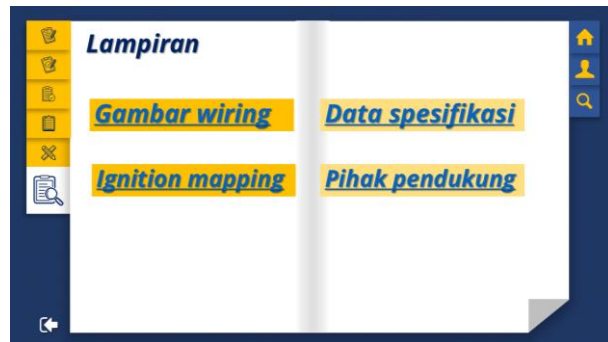 Lampiran
Gambar wiring
Data spesifikasi
Ignition mapping
Pihak pendukung